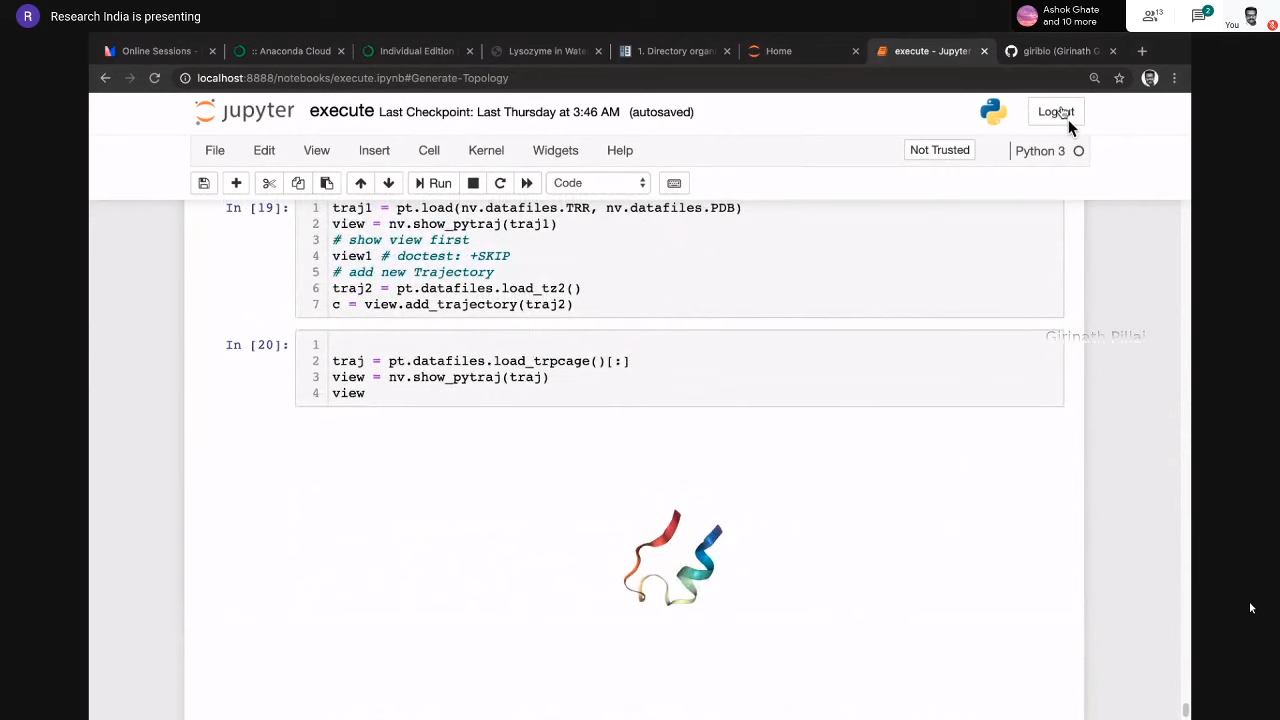 R Research India is presenting
Ashok Ghate
and 10 more
13
2
You
Online Sessions -
:: Anaconda Cloud
Individual Edition
Lysozyme in Wate
1. Directory organ
Home
execute - Jupyter
giribio (Girinath G
localhost:8888/notebooks/execute.ipynb#Generate-Topology
jupyter execute Last Checkpoint: Last Thursday at 3:46 AM (autosaved)
Logout
File Edit View Insert Cell Kernel Widgets Help
Not Trusted
Python 3
Run
Code
In [19]:
1 traj1 = pt.load(nv.datafiles.TRR, nv.datafiles.PDB)
2 view = nv.show_pytraj(traj1)
3 # show view first
4 view1 # doctest: +SKIP
5 # add new Trajectory
6 traj2 = pt.datafiles.load_tz2()
7 c = view.add_trajectory(traj2)
Girinath Pillai
In [20]:
1
2 traj = pt.datafiles.load_trpcage()[:]
3 view = nv.show_pytraj(traj)
4 view